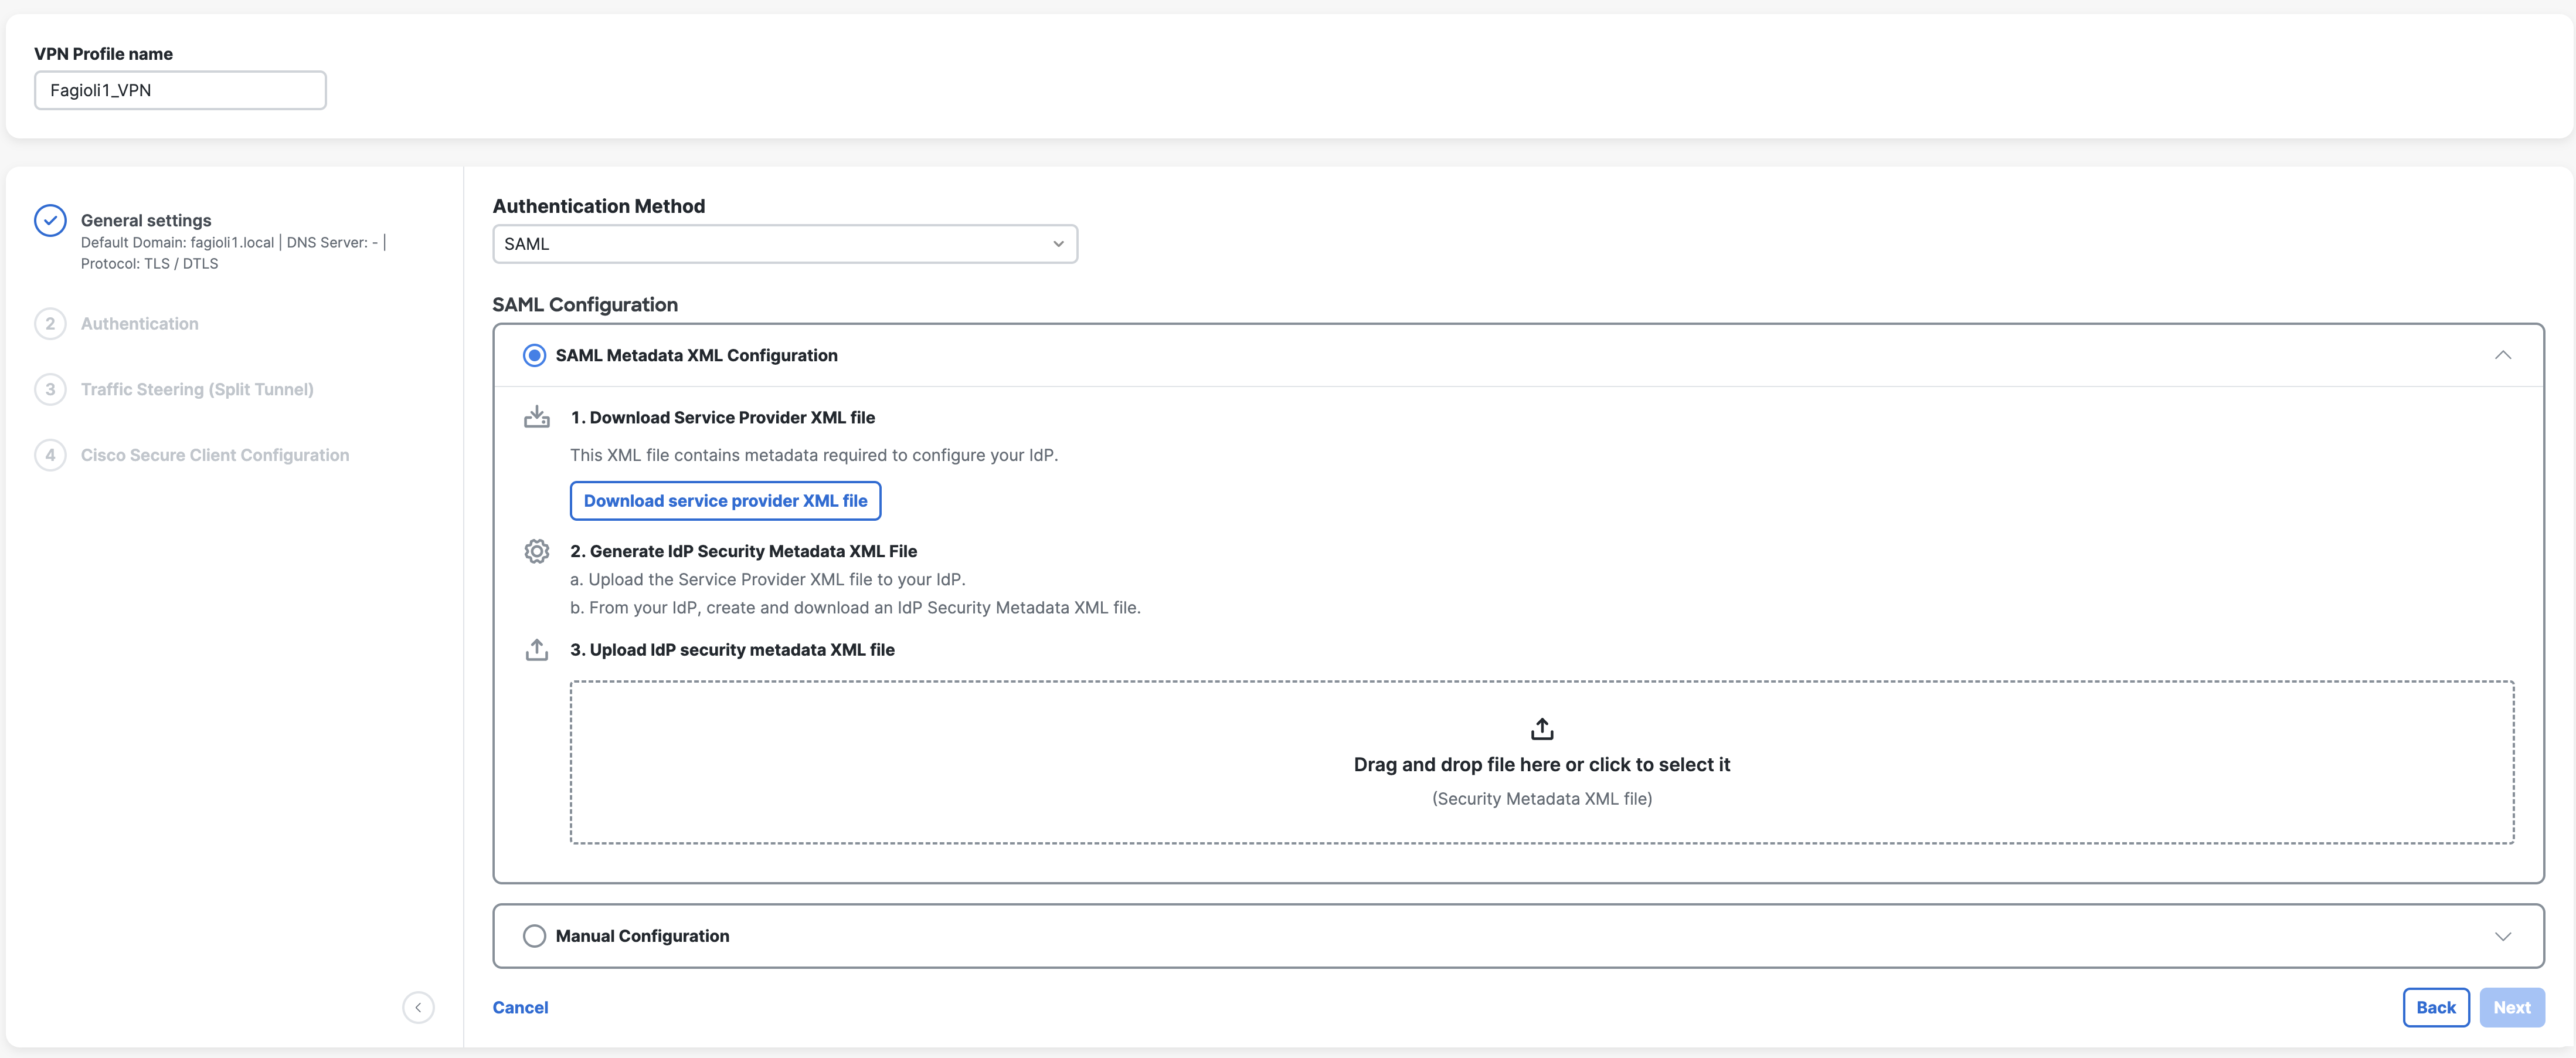 VPN Profile name
Fagioli1_VPN
General settings
Default Domain: fagioli1.local | DNS Server: - |
Protocol: TLS / DTLS
2 Authentication
3 Traffic Steering (Split Tunnel)
4 Cisco Secure Client Configuration
Authentication Method
SAML
SAML Configuration
SAML Metadata XML Configuration
1. Download Service Provider XML file
This XML file contains metadata required to configure your IdP.
Download service provider XML file
2. Generate IdP Security Metadata XML File
a. Upload the Service Provider XML file to your IdP.
b. From your IdP, create and download an IdP Security Metadata XML file.
3. Upload IdP security metadata XML file
Drag and drop file here or click to select it
(Security Metadata XML file)
Manual Configuration
Cancel
Back
Next